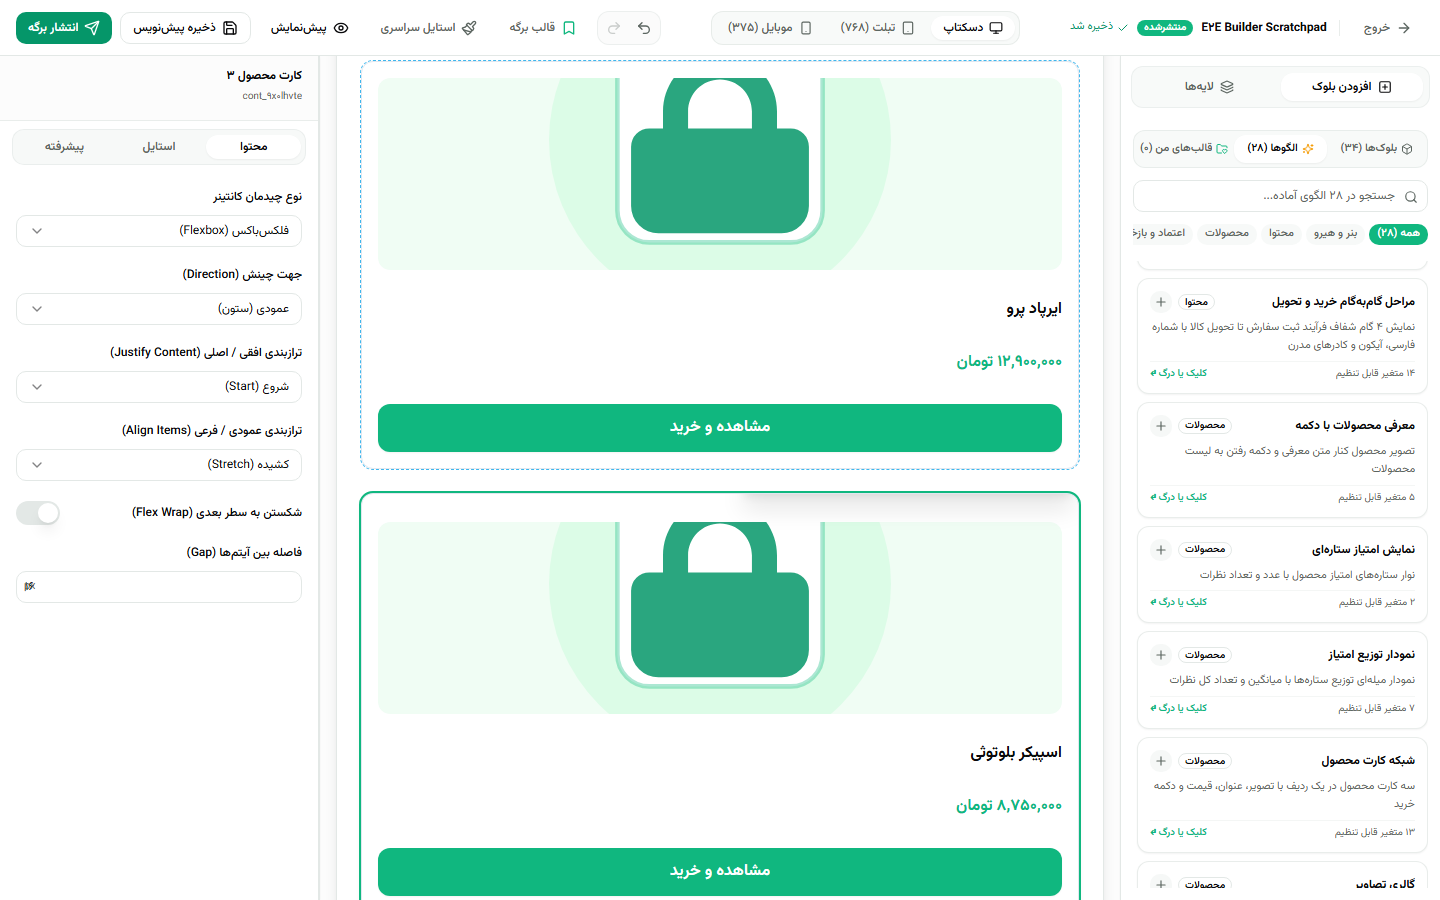 خروج
E۲E Builder Scratchpad
منتشرشده
ذخیره شد
دسکتاپ
تبلت (۷۶۸)
موبایل (۳۷۵)
قالب برگه
استایل سراسری
پیش‌نمایش
ذخیره پیش‌نویس
انتشار برگه
افزودن بلوک
لایه‌ها
بلوک‌ها (۳۴)
الگوها (۲۸)
قالب‌های من (۰)
جستجو در ۲۸ الگوی آماده...
همه (۲۸)
بنر و هیرو
محتوا
محصولات
اعتماد و بازخ
مراحل گام‌به‌گام خرید و تحویل
محتوا
نمایش ۴ گام شفاف فرآیند ثبت سفارش تا تحویل کالا با شماره
فارسی، آیکون و کادرهای مدرن
۱۴ متغیر قابل تنظیم
کلیک یا درگ
معرفی محصولات با دکمه
محصولات
تصویر محصول کنار متن معرفی و دکمه رفتن به لیست
محصولات
۵ متغیر قابل تنظیم
کلیک یا درگ
نمایش امتیاز ستاره‌ای
محصولات
نوار ستاره‌های امتیاز محصول با عدد و تعداد نظرات
۲ متغیر قابل تنظیم
کلیک یا درگ
نمودار توزیع امتیاز
محصولات
نمودار میله‌ای توزیع ستاره‌ها با میانگین و تعداد کل نظرات
۷ متغیر قابل تنظیم
کلیک یا درگ
شبکه کارت محصول
محصولات
سه کارت محصول در یک ردیف با تصویر، عنوان، قیمت و دکمه
خرید
۱۳ متغیر قابل تنظیم
کلیک یا درگ
گالری تصاویر
محصولات
ایرپاد پرو
۱۲,۹۰۰,۰۰۰ تومان
مشاهده و خرید
اسپیکر بلوتوثی
۸,۷۵۰,۰۰۰ تومان
مشاهده و خرید
کارت محصول ۳
cont_۹x۰lhvte
محتوا
استایل
پیشرفته
نوع چیدمان کانتینر
فلکس‌باکس (Flexbox)
جهت چینش (Direction)
عمودی (ستون)
ترازبندی افقی / اصلی (Justify Content)
شروع (Start)
ترازبندی عمودی / فرعی (Align Items)
کشیده (Stretch)
شکستن به سطر بعدی (Flex Wrap)
فاصله بین آیتم‌ها (Gap)